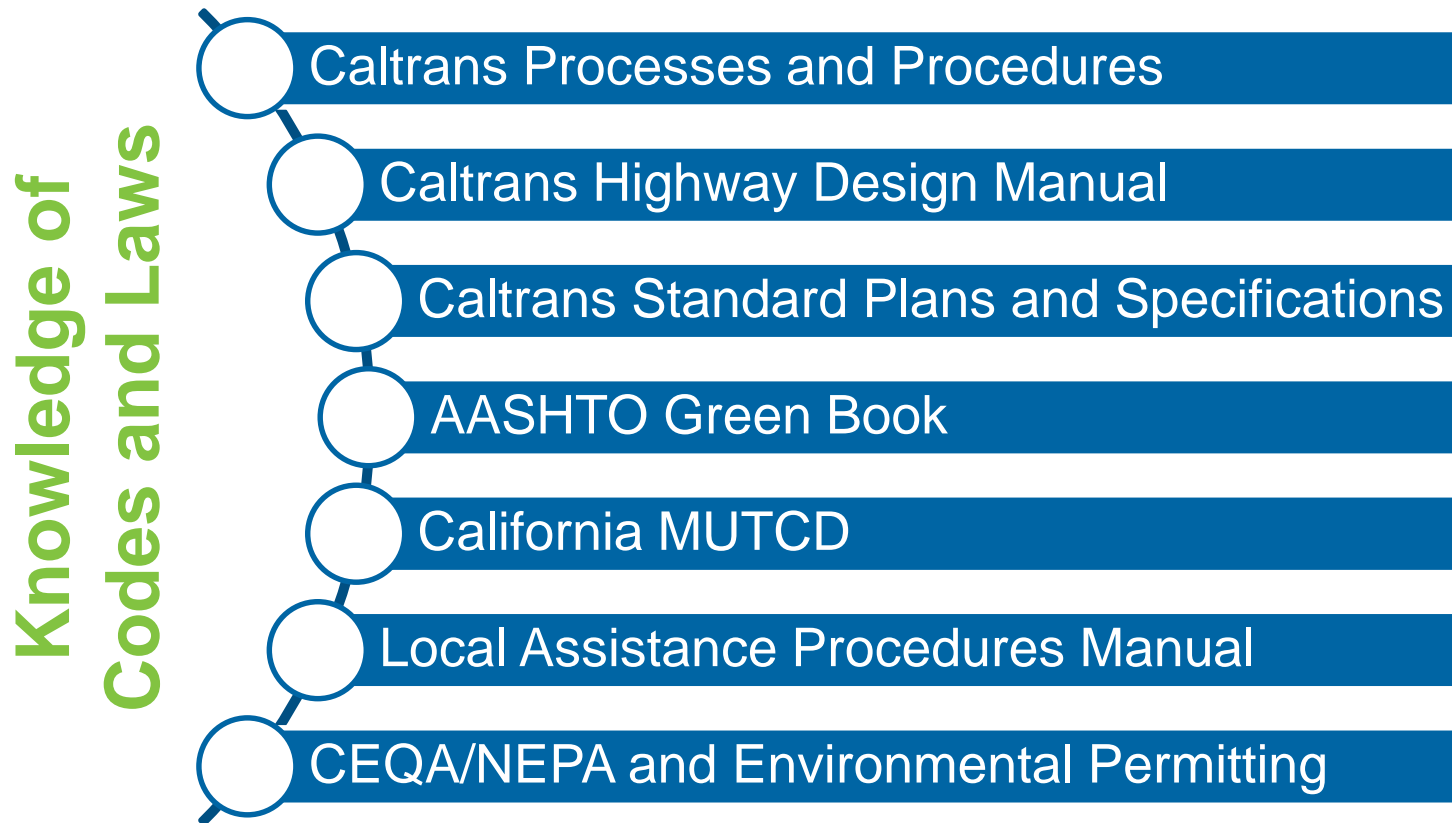 Knowledge of
Codes and Laws
Caltrans Processes and Procedures
Caltrans Highway Design Manual
Caltrans Standard Plans and Specifications
AASHTO Green Book
California MUTCD
Local Assistance Procedures Manual
CEQA/NEPA and Environmental Permitting